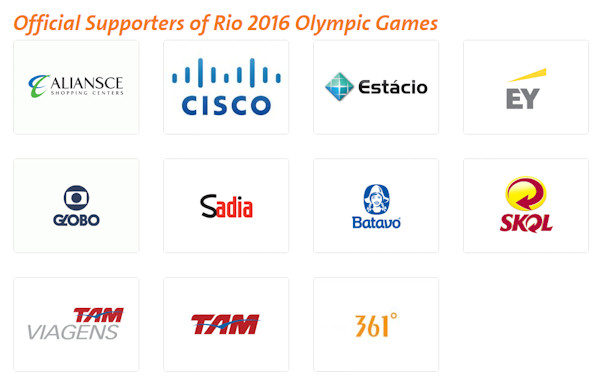 Official Supporters of Rio 2016 Olympic Games
ALIANSCE
SHOPPING CENTERS
CISCO
Estácio
EY
GLOBO
Sadia
Batavo
SKOL
TAM
VIAGENS
TAM
361°